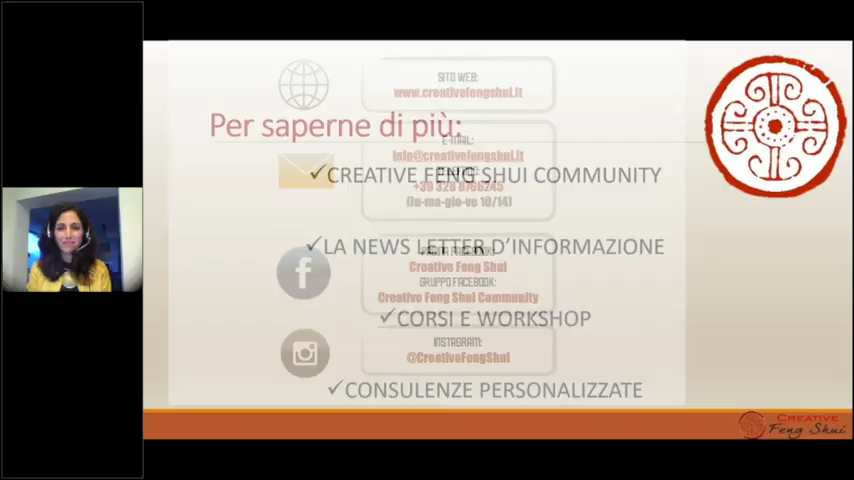 SITO WEB:
www.creativefengshui.it
Per saperne di più:
E-MAIL:
info@creativefengshui.it
✓CREATIVE FENG SHUI COMMUNITY
+39 328 8766245
(lu-ma-gio-ve 10/14)
✓LA NEWS LETTER D'INFORMAZIONE
Creative Feng Shui
GRUPPO FACEBOOK:
Creative Feng Shui Community
✓CORSI E WORKSHOP
INSTAGRAM:
@CreativeFengShui
✓CONSULENZE PERSONALIZZATE
CREATIVE
Feng Shui